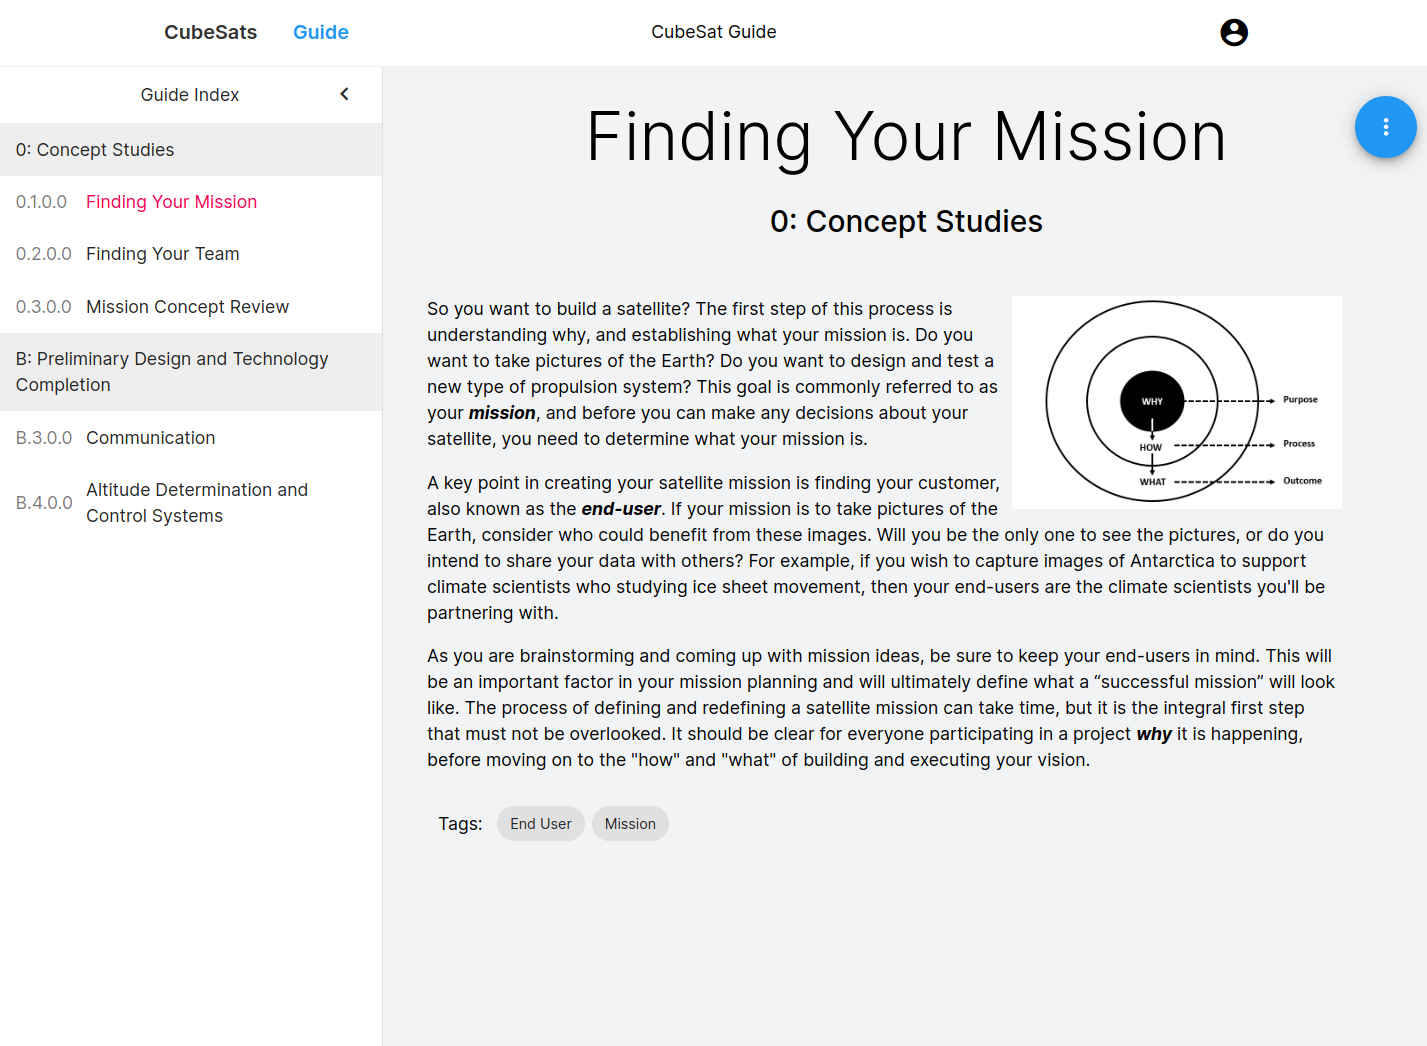 CubeSats Guide CubeSat Guide
Guide Index
0: Concept Studies
0.1.0.0 Finding Your Mission
0.2.0.0 Finding Your Team
0.3.0.0 Mission Concept Review
B: Preliminary Design and Technology
Completion
B.3.0.0 Communication
B.4.0.0 Altitude Determination and
Control Systems
Finding Your Mission
0: Concept Studies
So you want to build a satellite? The first step of this process is
understanding why, and establishing what your mission is. Do you
want to take pictures of the Earth? Do you want to design and test a
new type of propulsion system? This goal is commonly referred to as
your mission, and before you can make any decisions about your
satellite, you need to determine what your mission is.
WHY Purpose
HOW Process
WHAT Outcome
A key point in creating your satellite mission is finding your customer,
also known as the end-user. If your mission is to take pictures of the
Earth, consider who could benefit from these images. Will you be the only one to see the pictures, or do you
intend to share your data with others? For example, if you wish to capture images of Antarctica to support
climate scientists who studying ice sheet movement, then your end-users are the climate scientists you'll be
partnering with.
As you are brainstorming and coming up with mission ideas, be sure to keep your end-users in mind. This will
be an important factor in your mission planning and will ultimately define what a “successful mission” will look
like. The process of defining and redefining a satellite mission can take time, but it is the integral first step
that must not be overlooked. It should be clear for everyone participating in a project why it is happening,
before moving on to the "how" and "what" of building and executing your vision.
Tags: End User Mission